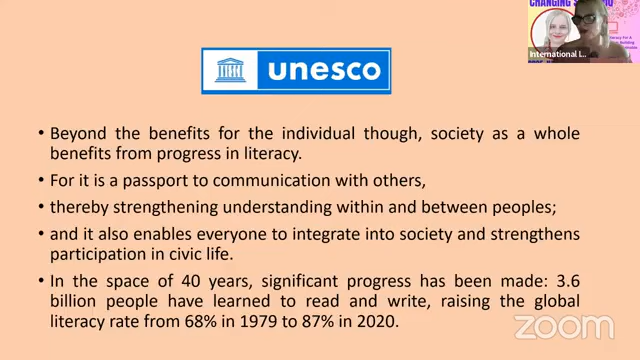 CHANGING S
unesco
International L...
• Beyond the benefits for the individual though, society as a whole
benefits from progress in literacy.
• For it is a passport to communication with others,
• thereby strengthening understanding within and between peoples;
• and it also enables everyone to integrate into society and strengthens
participation in civic life.
• In the space of 40 years, significant progress has been made: 3.6
billion people have learned to read and write, raising the global
literacy rate from 68% in 1979 to 87% in 2020.
zoom